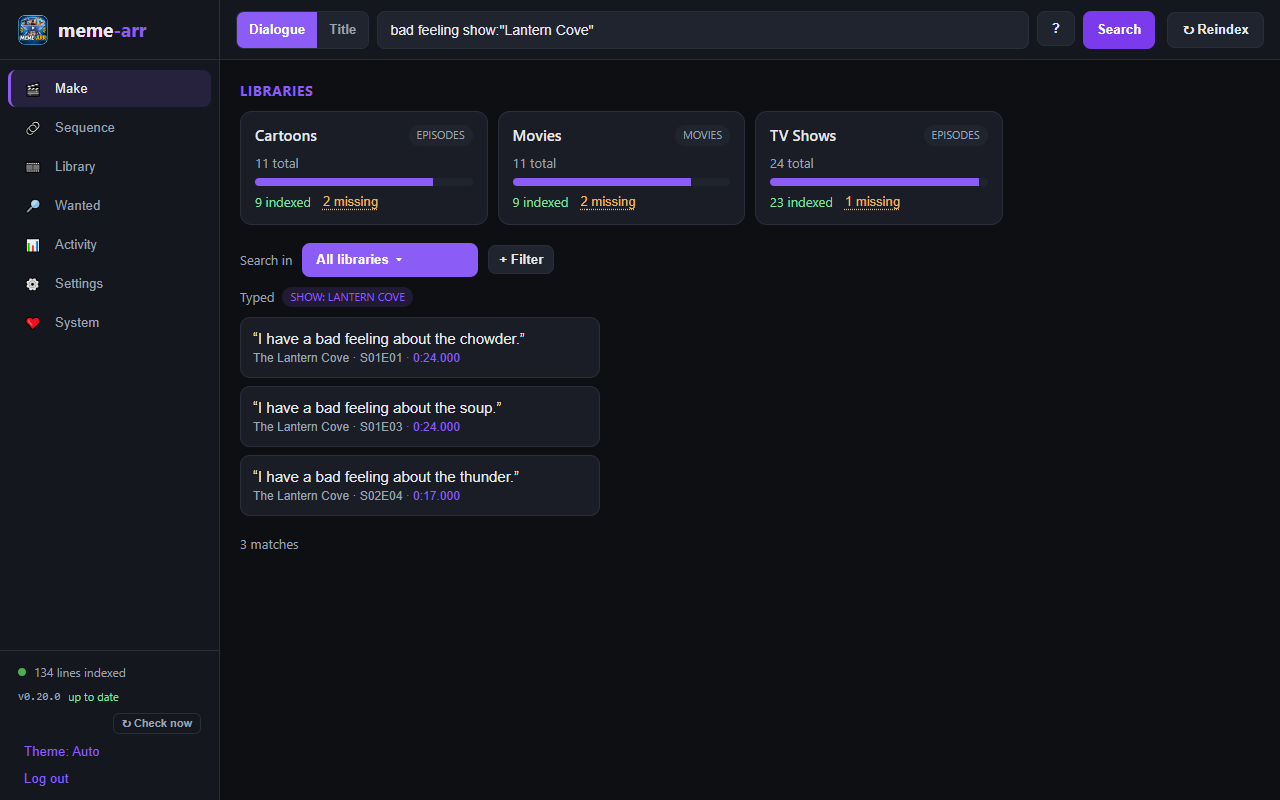 meme-arr
Dialogue Title bad feeling show:"Lantern Cove" ? Search ↻ Reindex
Make
Sequence
Library
Wanted
Activity
Settings
System
LIBRARIES
Cartoons EPISODES
11 total
9 indexed 2 missing
Movies MOVIES
11 total
9 indexed 2 missing
TV Shows EPISODES
24 total
23 indexed 1 missing
Search in All libraries + Filter
Typed SHOW: LANTERN COVE
“I have a bad feeling about the chowder.”
The Lantern Cove · S01E01 · 0:24.000
“I have a bad feeling about the soup.”
The Lantern Cove · S01E03 · 0:24.000
“I have a bad feeling about the thunder.”
The Lantern Cove · S02E04 · 0:17.000
3 matches
134 lines indexed
v0.20.0 up to date
↻ Check now
Theme: Auto
Log out